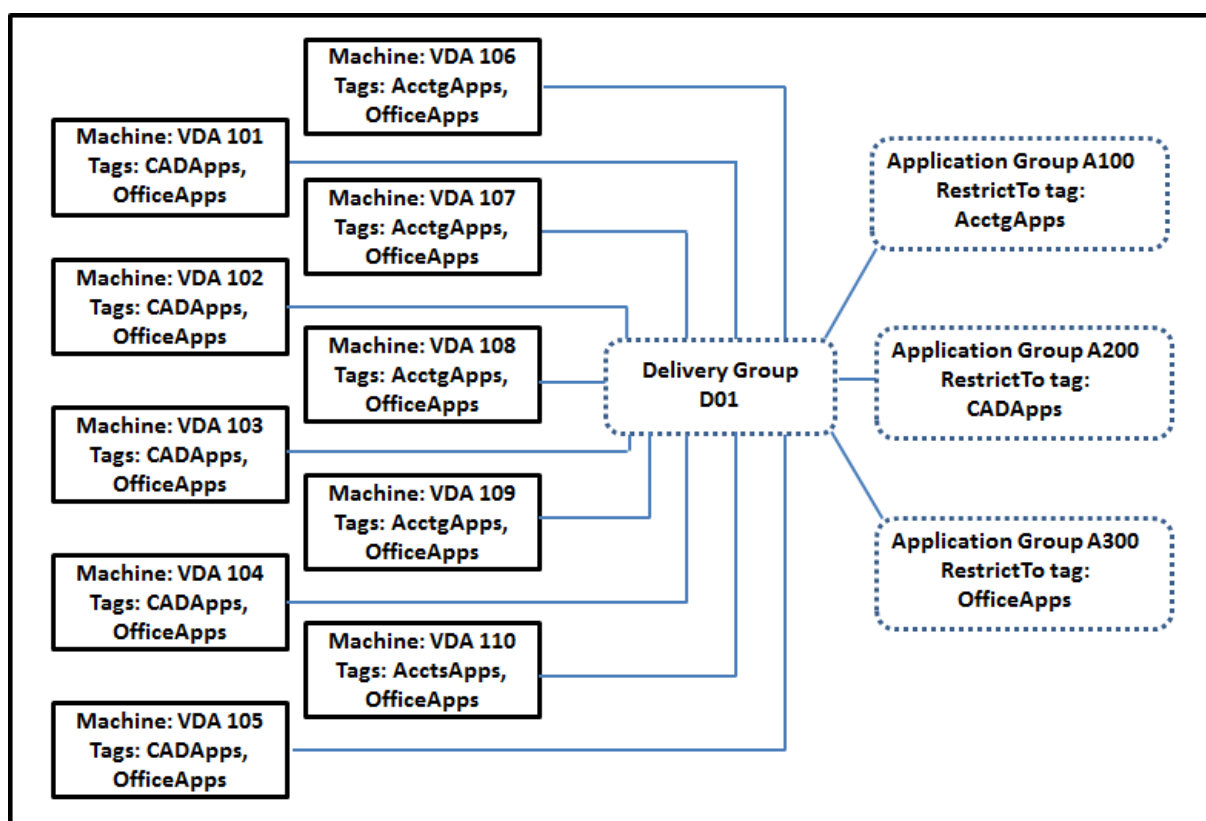 Machine: VDA 106
Tags: AcctgApps,
OfficeApps
Machine: VDA 101
Tags: CADApps,
OfficeApps
Machine: VDA 107
Tags: AcctgApps,
OfficeApps
Machine: VDA 102
Tags: CADApps,
OfficeApps
Machine: VDA 108
Tags: AcctgApps,
OfficeApps
Machine: VDA 103
Tags: CADApps,
OfficeApps
Machine: VDA 109
Tags: AcctgApps,
OfficeApps
Machine: VDA 104
Tags: CADApps,
OfficeApps
Machine: VDA 110
Tags: AcctsApps,
OfficeApps
Machine: VDA 105
Tags: CADApps,
OfficeApps
Delivery Group
D01
Application Group A100
RestrictTo tag:
AcctgApps
Application Group A200
RestrictTo tag:
CADApps
Application Group A300
RestrictTo tag:
OfficeApps